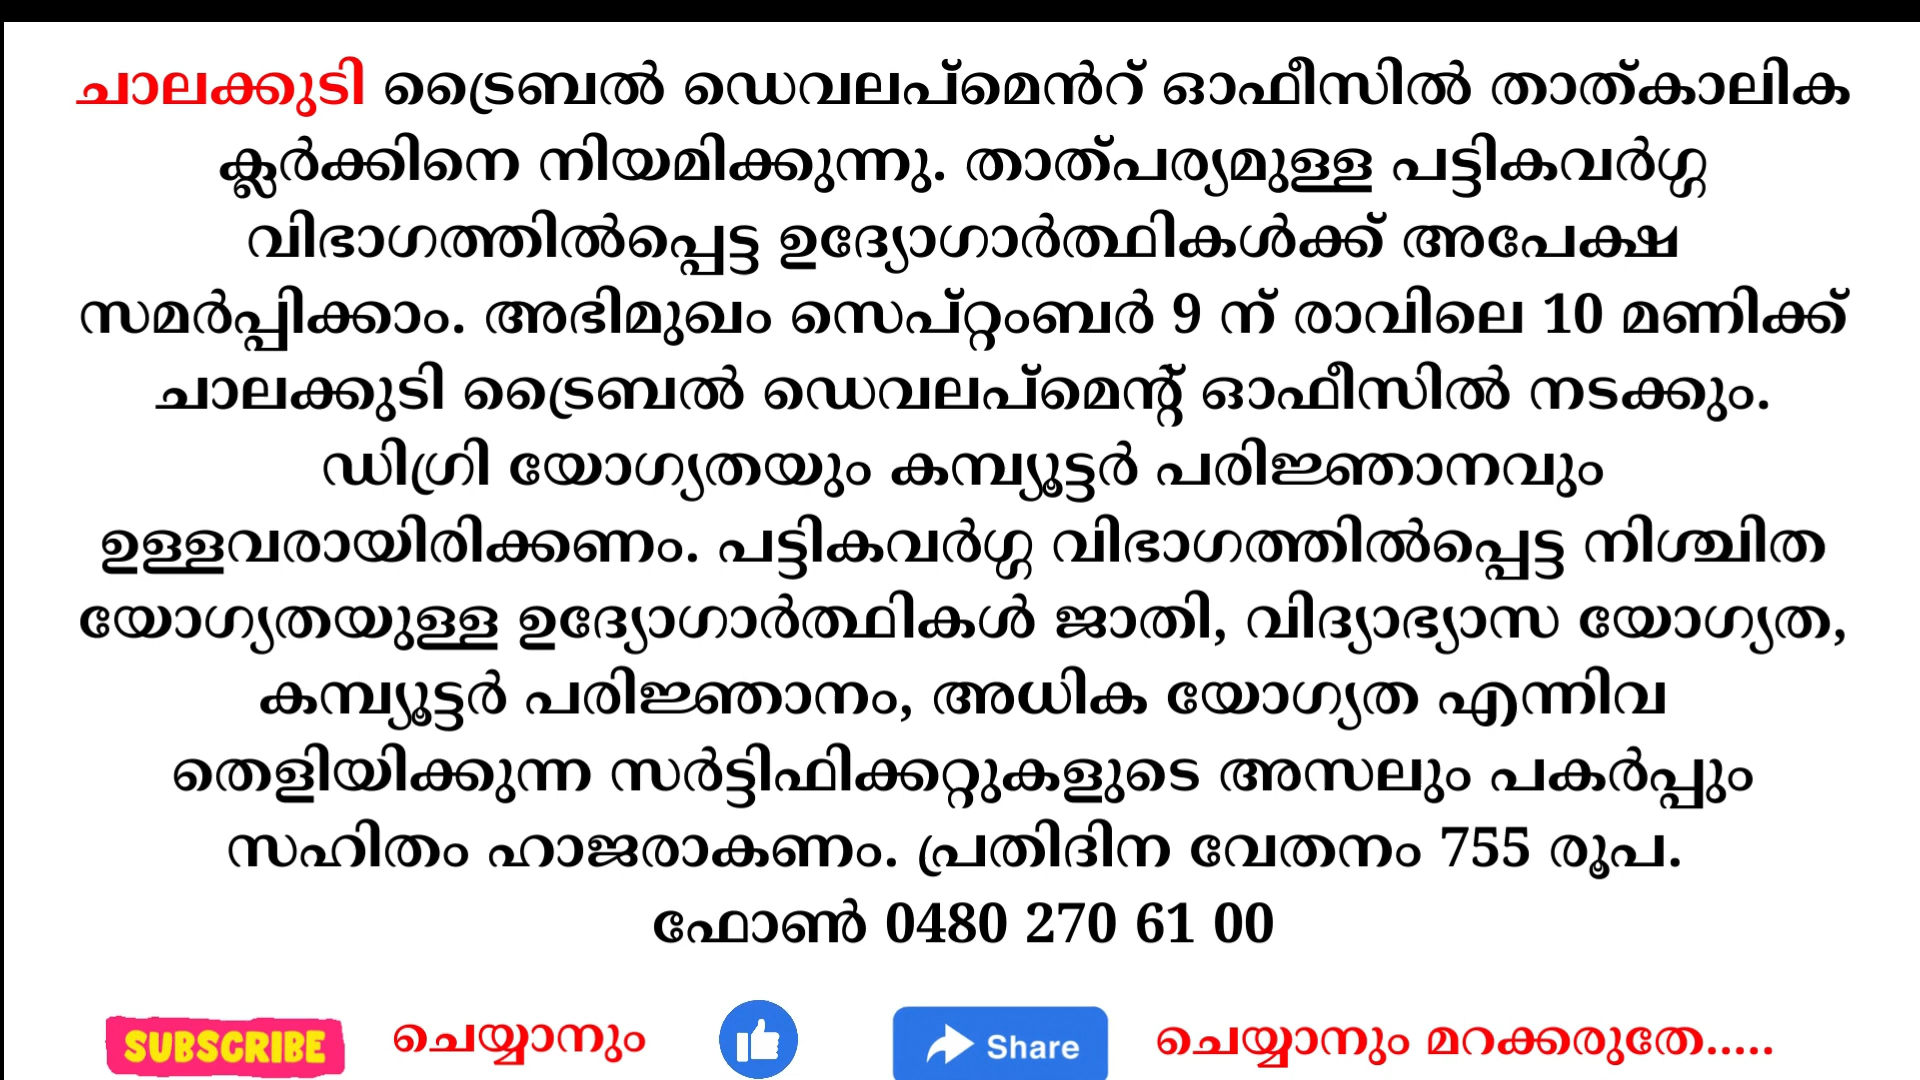 ചാലക്കുടി ട്രൈബൽ ഡെവലപ്മെൻറ് ഓഫീസിൽ താത്കാലിക
ക്ലർക്കിനെ നിയമിക്കുന്നു. താത്പര്യമുള്ള പട്ടികവർഗ്ഗ
വിഭാഗത്തിൽപ്പെട്ട ഉദ്യോഗാർത്ഥികൾക്ക് അപേക്ഷ
സമർപ്പിക്കാം. അഭിമുഖം സെപ്റ്റംബർ 9 ന് രാവിലെ 10 മണിക്ക്
ചാലക്കുടി ട്രൈബൽ ഡെവലപ്മെന്റ് ഓഫീസിൽ നടക്കും.
ഡിഗ്രി യോഗ്യതയും കമ്പ്യൂട്ടർ പരിജ്ഞാനവും
ഉള്ളവരായിരിക്കണം. പട്ടികവർഗ്ഗ വിഭാഗത്തിൽപ്പെട്ട നിശ്ചിത
യോഗ്യതയുള്ള ഉദ്യോഗാർത്ഥികൾ ജാതി, വിദ്യാഭ്യാസ യോഗ്യത,
കമ്പ്യൂട്ടർ പരിജ്ഞാനം, അധിക യോഗ്യത എന്നിവ
തെളിയിക്കുന്ന സർട്ടിഫിക്കറ്റുകളുടെ അസലും പകർപ്പും
സഹിതം ഹാജരാകണം. പ്രതിദിന വേതനം 755 രൂപ.
ഫോൺ 0480 270 61 00
SUBSCRIBE ചെയ്യാനും Share ചെയ്യാനും മറക്കരുതേ.....